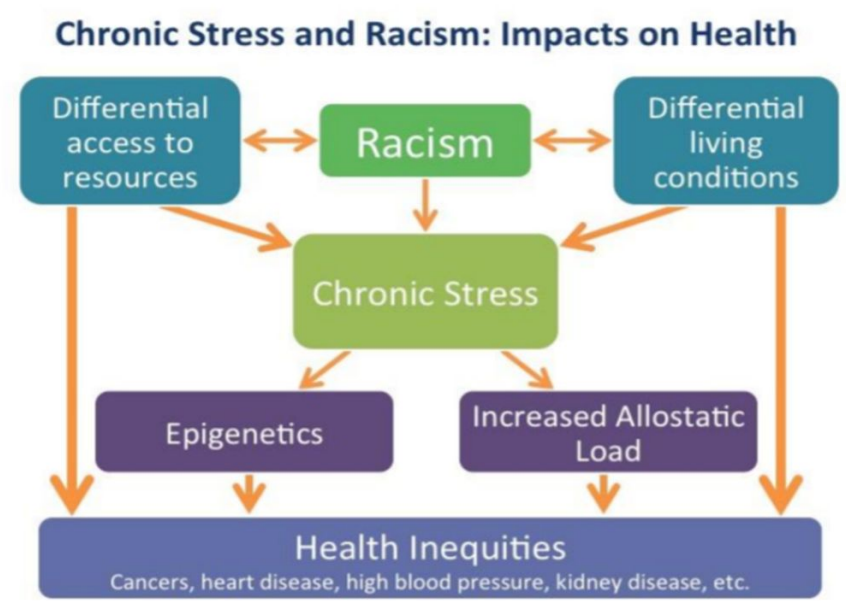 Chronic Stress and Racism: Impacts on Health
Differential
access to
resources
Racism
Differential
living
conditions
Chronic Stress
Epigenetics
Increased Allostatic
Load
Health Inequities
Cancers, heart disease, high blood pressure, kidney disease, etc.